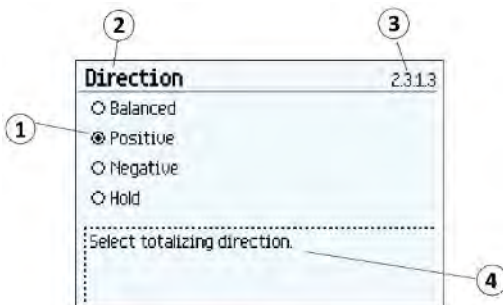 2
3
Direction 2.3.1.3
Balanced
1
Positive
Negative
Hold
Select totalizing direction.
4